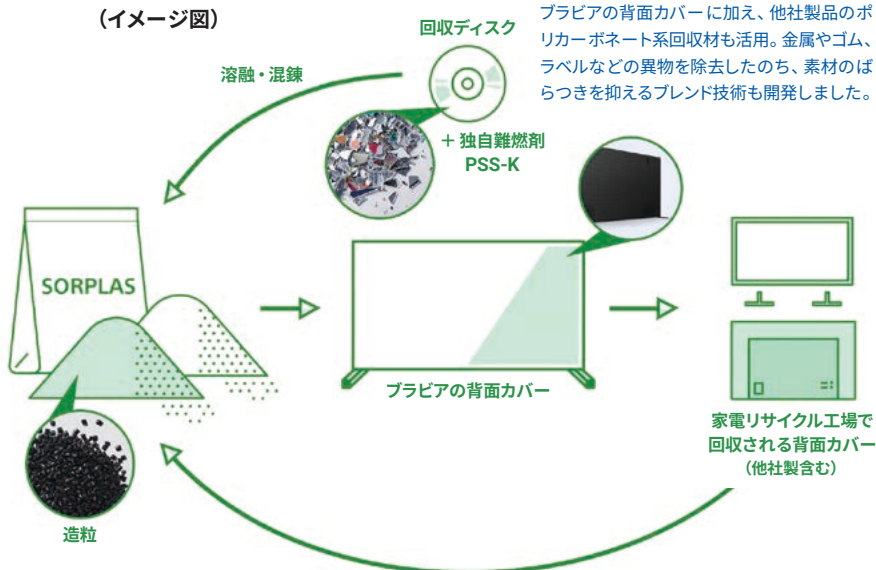 （イメージ図）
回収ディスク
ブラビアの背面カバーに加え、他社製品のポ
リカーボネート系回収材も活用。金属やゴム、
ラベルなどの異物を除去したのち、素材のば
らつきを抑えるブレンド技術も開発しました。
溶融・混錬
＋独自難燃剤
PSS-K
SORPLAS
ブラビアの背面カバー
家電リサイクル工場で
回収される背面カバー
（他社製含む）
造粒